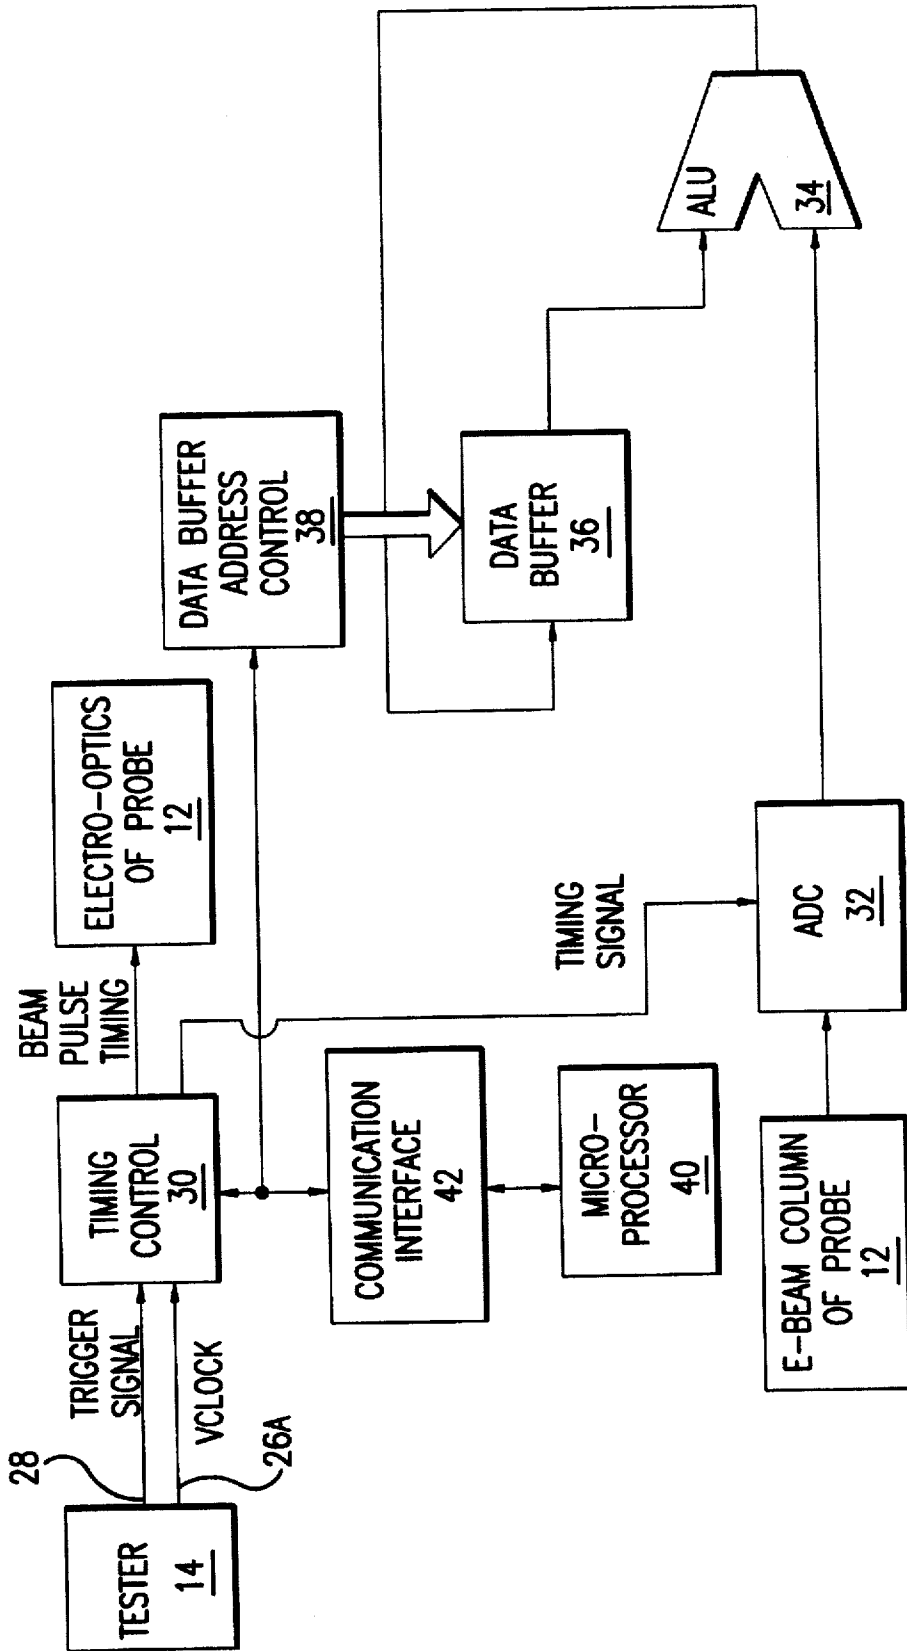 TESTER
14
28
TRIGGER
SIGNAL
VCLOCK
26A
TIMING
CONTROL
30
BEAM
PULSE
TIMING
ELECTRO-OPTICS
OF PROBE
12
DATA BUFFER
ADDRESS
CONTROL
38
COMMUNICATION
INTERFACE
42
MICRO-
PROCESSOR
40
TIMING
SIGNAL
DATA
BUFFER
36
E-BEAM COLUMN
OF PROBE
12
ADC
32
ALU
34